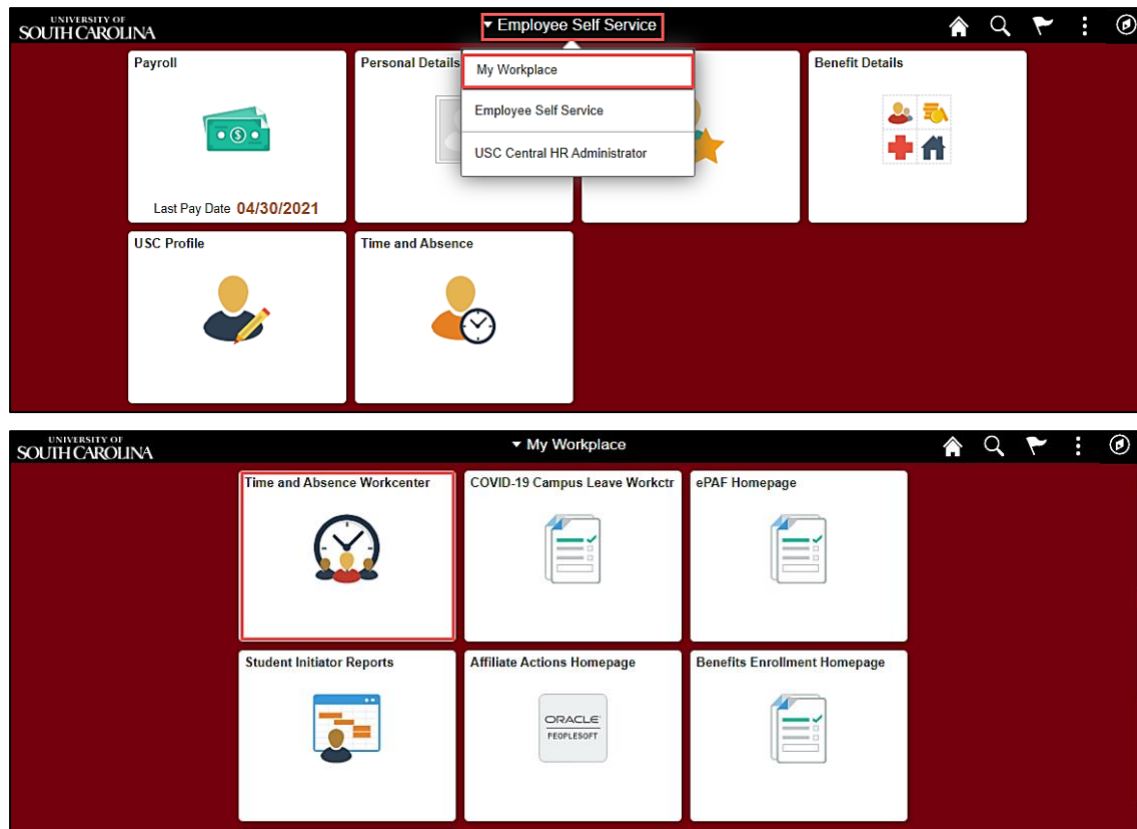 UNIVERSITY OF
SOUTH CAROLINA
Employee Self Service
My Workplace
Employee Self Service
USC Central HR Administrator
Payroll
Last Pay Date 04/30/2021
Personal Details
Benefit Details
USC Profile
Time and Absence
UNIVERSITY OF
SOUTH CAROLINA
My Workplace
Time and Absence Workcenter
COVID-19 Campus Leave Workctr
ePAF Homepage
Student Initiator Reports
Affiliate Actions Homepage
ORACLE
PEOPLESOFT
Benefits Enrollment Homepage